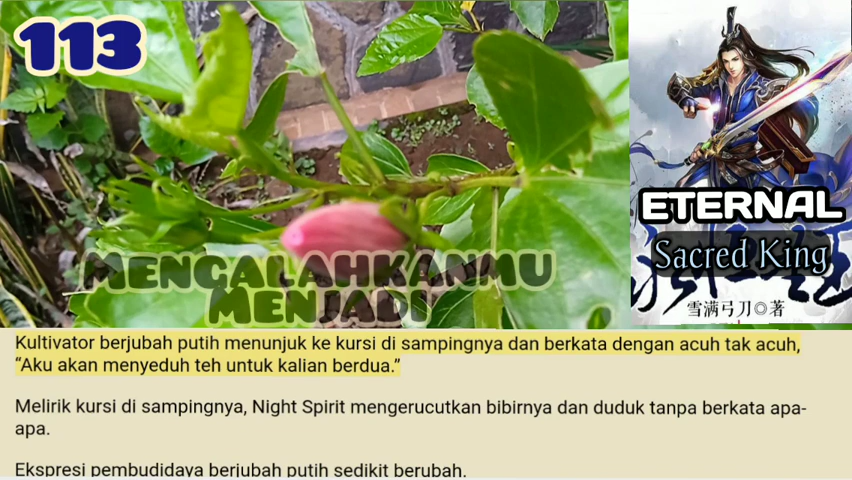 113
MENGALAHKANMU
MENJADI
ETERNAL
Sacred King
雪满弓刀◎著
Kultivator berjubah putih menunjuk ke kursi di sampingnya dan berkata dengan acuh tak acuh,
“Aku akan menyeduh teh untuk kalian berdua.”
Melirik kursi di sampingnya, Night Spirit mengerucutkan bibirnya dan duduk tanpa berkata apa-
apa.
Ekspresi pembudidaya berjubah putih sedikit berubah.